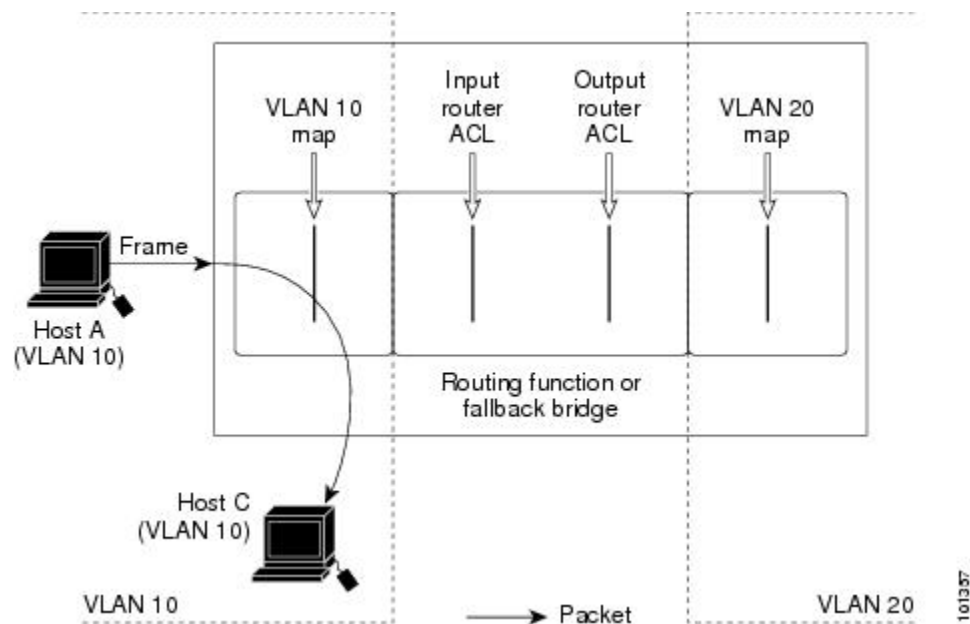 VLAN 10
map
Input
router
ACL
Output
router
ACL
VLAN 20
map
Frame
Host A
(VLAN 10)
Routing function or
fallback bridge
Host C
(VLAN 10)
VLAN 10
Packet
VLAN 20
101357